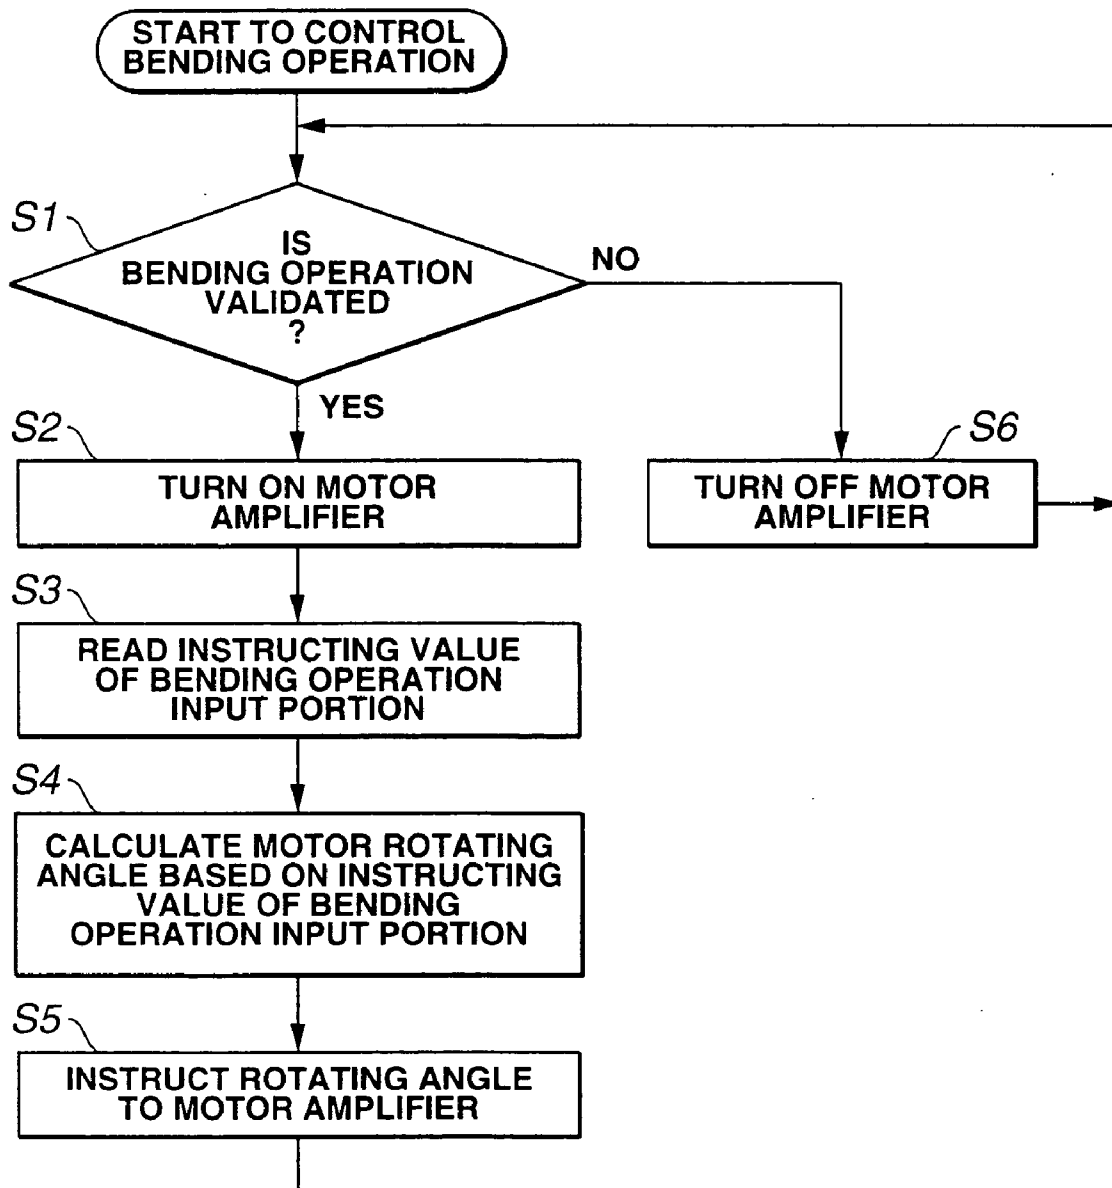 START TO CONTROL
BENDING OPERATION
S1
IS
BENDING OPERATION
VALIDATED
?
NO
YES
S2
TURN ON MOTOR
AMPLIFIER
S6
TURN OFF MOTOR
AMPLIFIER
S3
READ INSTRUCTING VALUE
OF BENDING OPERATION
INPUT PORTION
S4
CALCULATE MOTOR ROTATING
ANGLE BASED ON INSTRUCTING
VALUE OF BENDING
OPERATION INPUT PORTION
S5
INSTRUCT ROTATING ANGLE
TO MOTOR AMPLIFIER